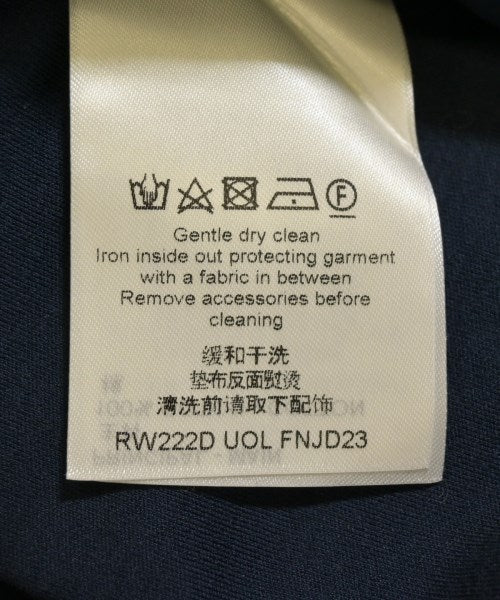 F
Gentle dry clean
Iron inside out protecting garment
with a fabric in between
Remove accessories before
cleaning
缓和干洗
垫布反面熨烫
清洗前请取下配饰
RW222D UOL FNJD23